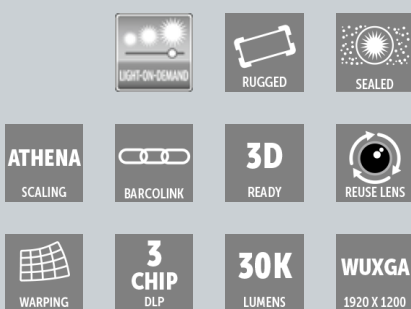 LIGHT-ON-DEMAND
RUGGED
SEALED
ATHENA
SCALING
BARCOLINK
3D
READY
REUSE LENS
WARPING
3
CHIP
DLP
30K
LUMENS
WUXGA
1920 X 1200